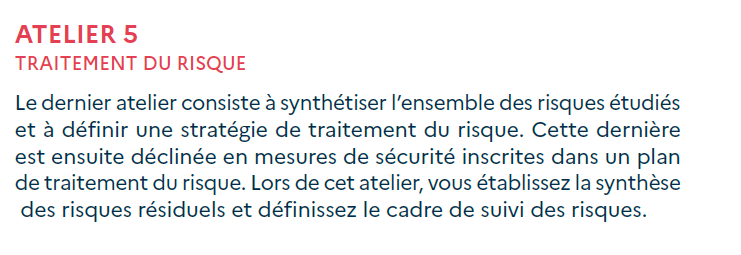 ATELIER 5
TRAITEMENT DU RISQUE
Le dernier atelier consiste à synthétiser l’ensemble des risques étudiés
et à définir une stratégie de traitement du risque. Cette dernière
est ensuite déclinée en mesures de sécurité inscrites dans un plan
de traitement du risque. Lors de cet atelier, vous établissez la synthèse
des risques résiduels et définissez le cadre de suivi des risques.